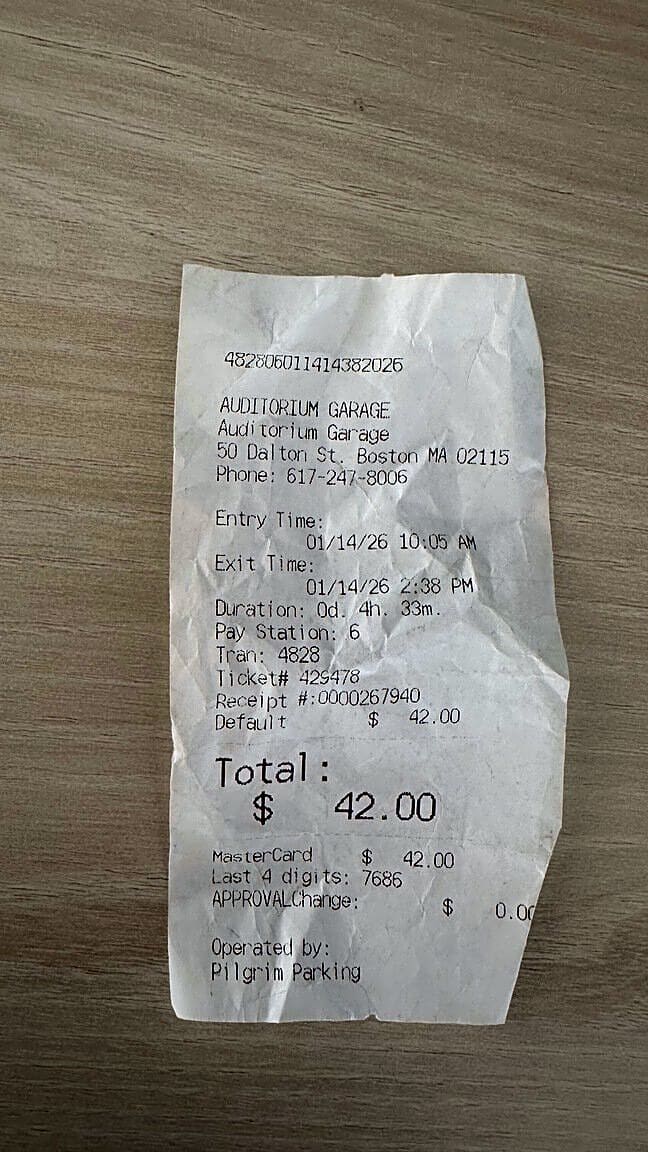 482806011414382026
AUDITORIUM GARAGE
Auditorium Garage
50 Dalton St. Boston MA 02115
Phone: 617-247-8006
Entry Time:
01/14/26 10:05 AM
Exit Time:
01/14/26 2:38 PM
Duration: 0d. 4h. 33m.
Pay Station: 6
Tran: 4828
Ticket# 429478
Receipt #:0000267940
Default $ 42.00
Total:
$ 42.00
MasterCard $ 42.00
Last 4 digits: 7686
APPROVALChange: $ 0.00
Operated by:
Pilgrim Parking